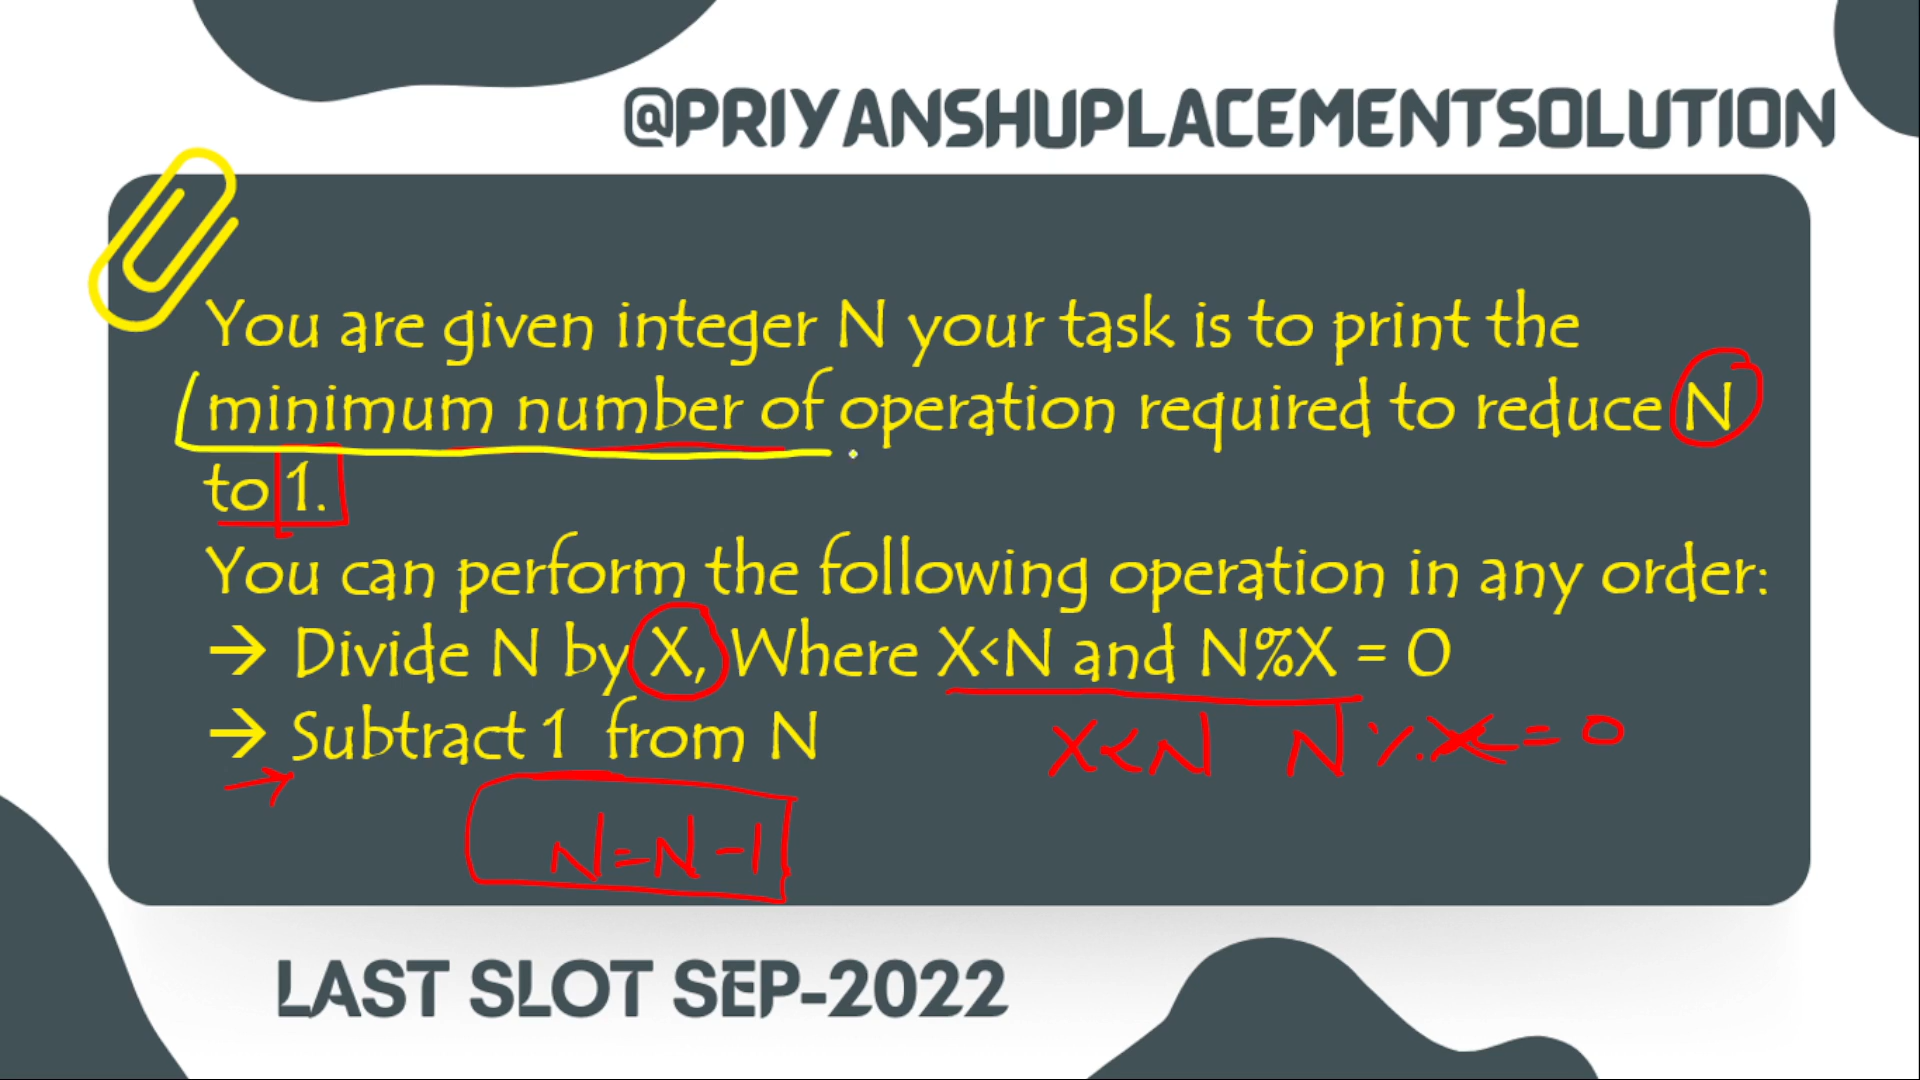 @PRIYANSHUPLACEMENTSOLUTION
You are given integer N your task is to print the
minimum number of operation required to reduce N
to 1.
You can perform the following operation in any order:
→ Divide N by X, Where X<N and N%X = 0
→ Subtract 1 from N
X<N N%X=0
N=N-1
LAST SLOT SEP-2022